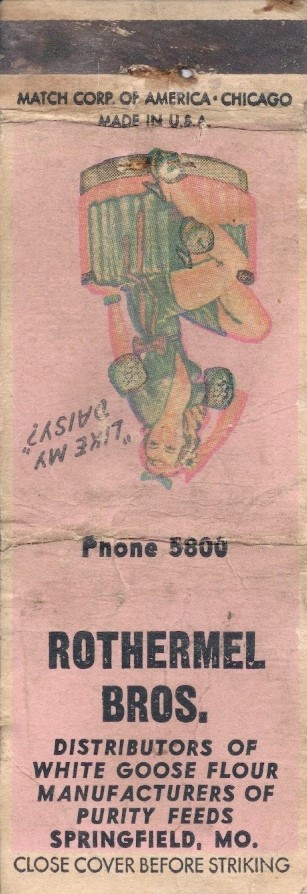 MATCH CORP. OF AMERICA · CHICAGO
MADE IN U.S.A.
"LIKE MY
DAISY?"
Phone 5800
ROTHERMEL
BROS.
DISTRIBUTORS OF
WHITE GOOSE FLOUR
MANUFACTURERS OF
PURITY FEEDS
SPRINGFIELD, MO.
CLOSE COVER BEFORE STRIKING